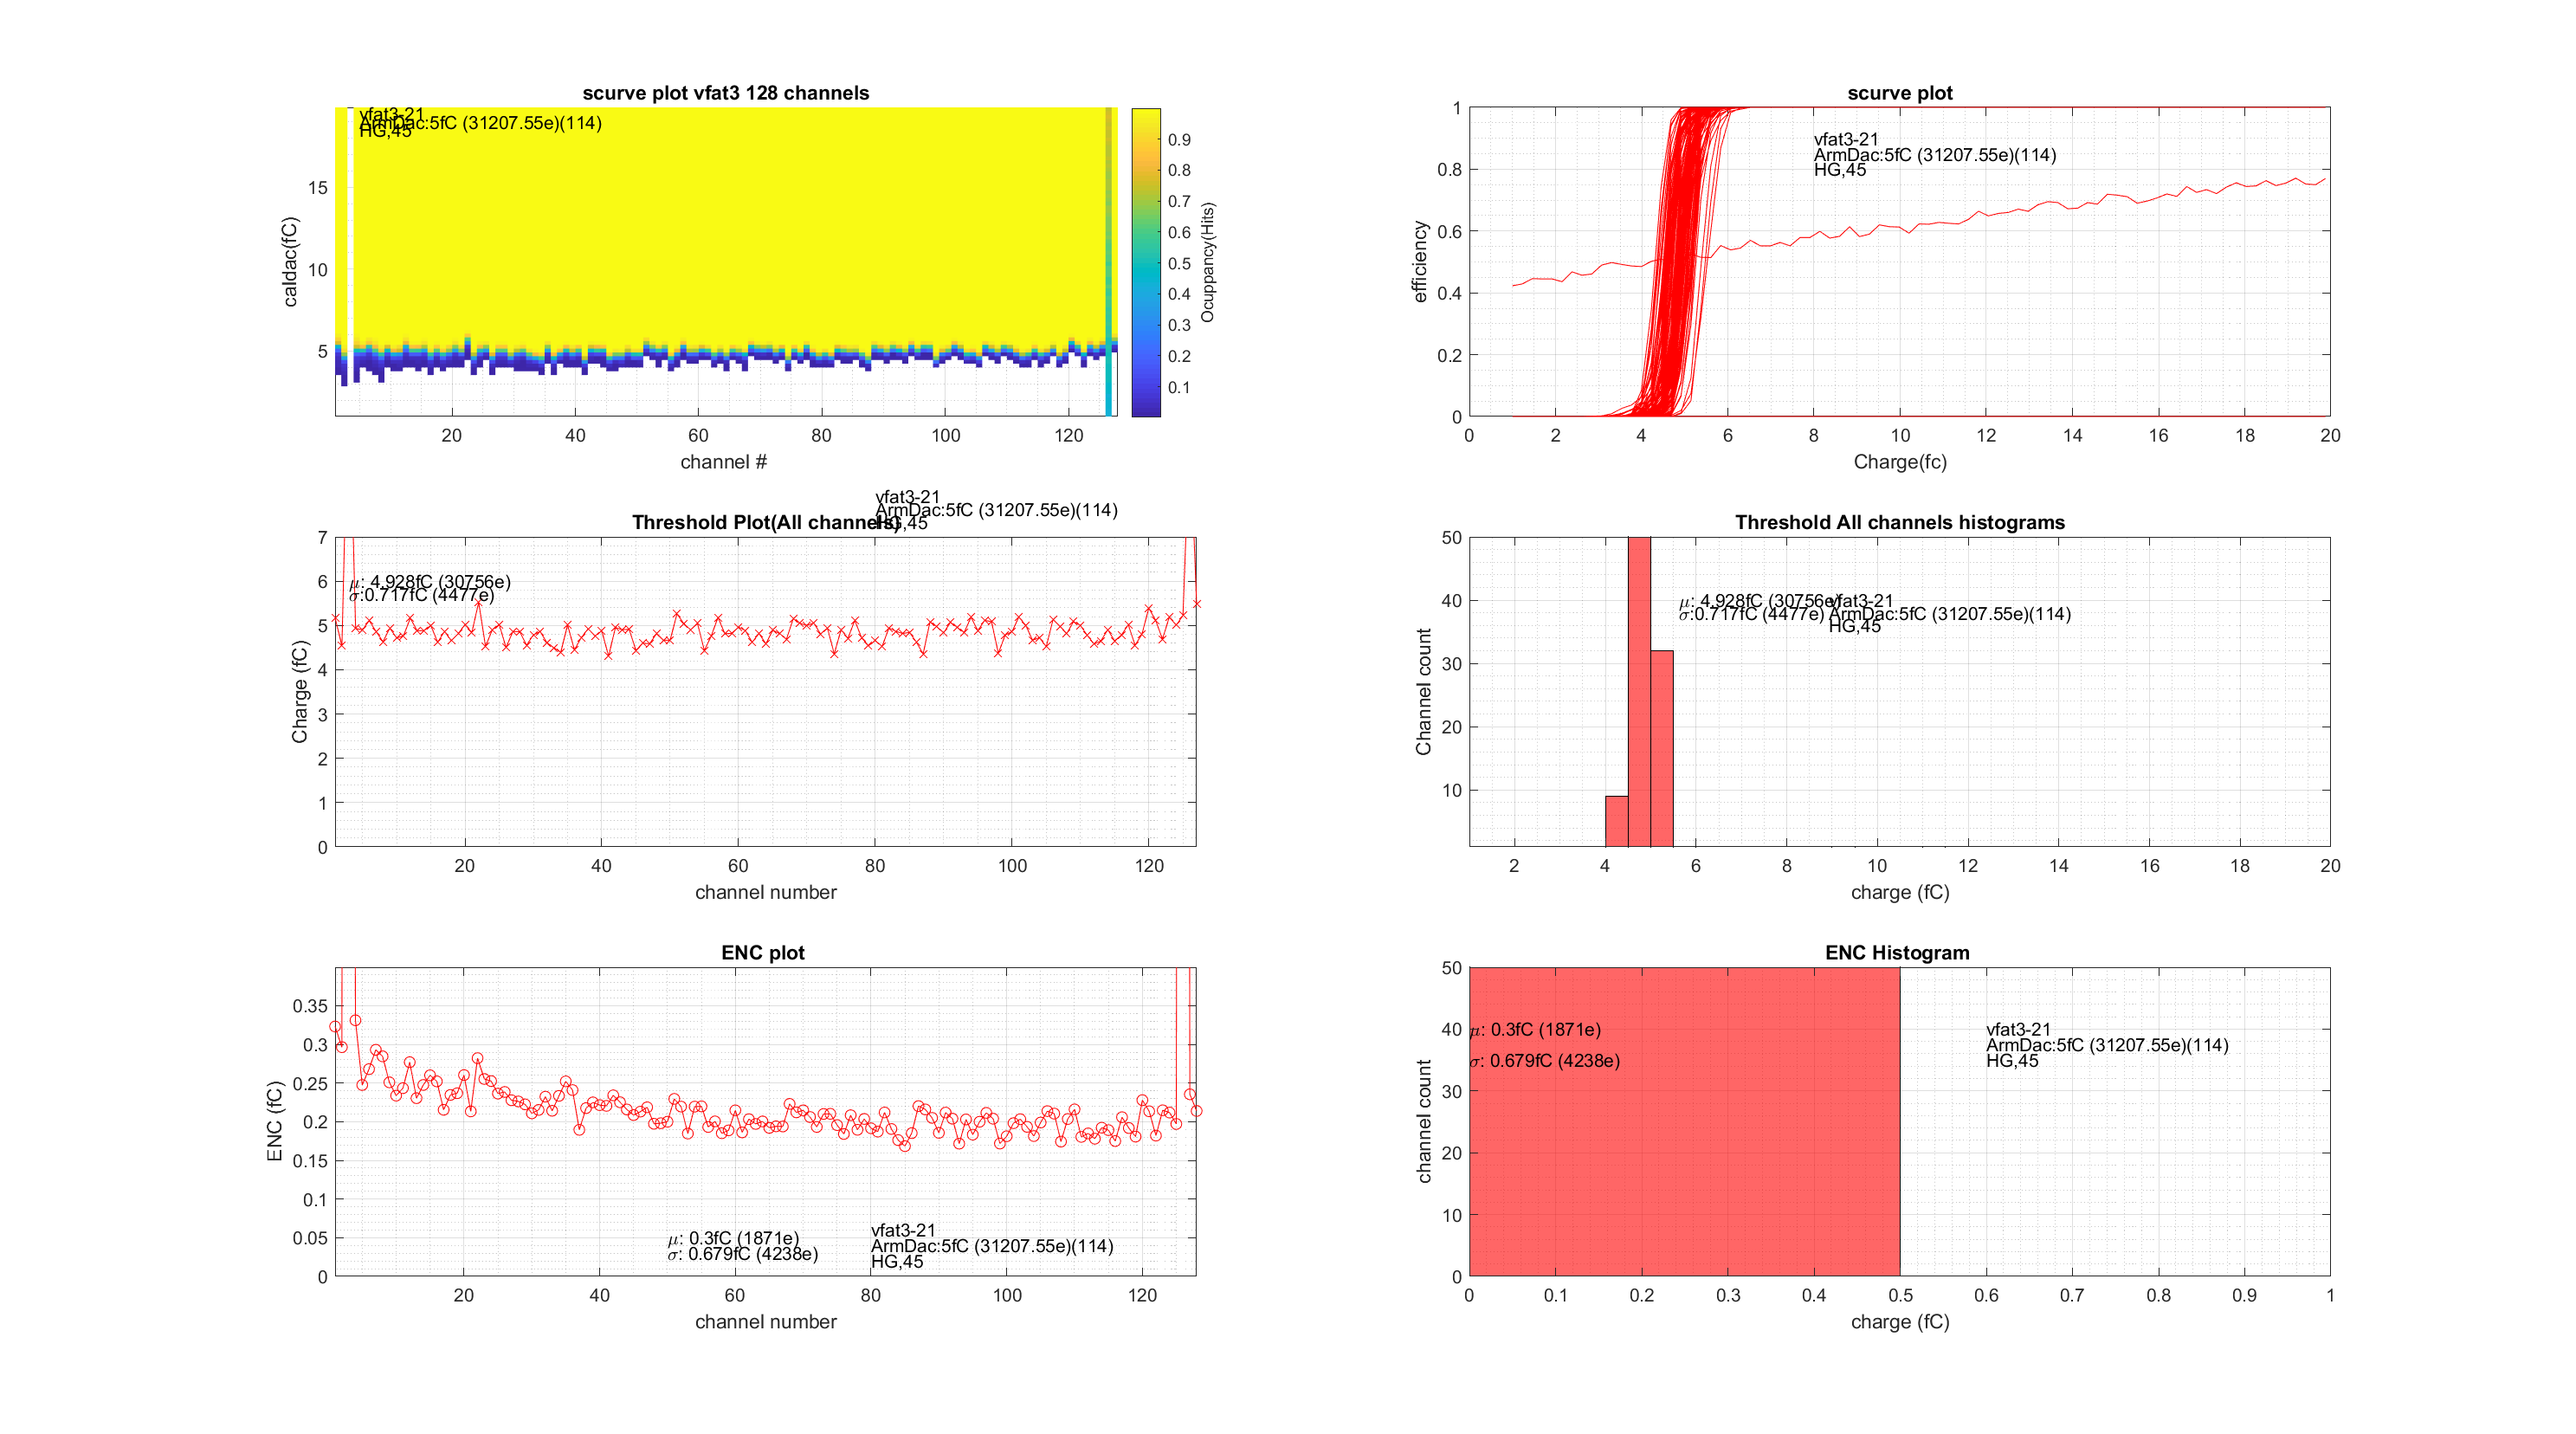 scurve plot vfat3 128 channels
vfat3-21
ArmDac:5fC (31207.55e)(114)
HG,45
caldac(fC)
15
10
5
20 40 60 80 100 120
channel #
0.9
0.8
0.7
0.6
0.5
0.4
0.3
0.2
0.1
Ocuppancy(Hits)
scurve plot
vfat3-21
ArmDac:5fC (31207.55e)(114)
HG,45
efficiency
1
0.8
0.6
0.4
0.2
0
0 2 4 6 8 10 12 14 16 18 20
Charge(fc)
vfat3-21
ArmDac:5fC (31207.55e)(114)
HG,45
Threshold Plot(All channels)
μ: 4.928fC (30756e)
σ:0.717fC (4477e)
Charge (fC)
7
6
5
4
3
2
1
0
20 40 60 80 100 120
channel number
Threshold All channels histograms
μ: 4.928fC (30756e)
σ:0.717fC (4477e)
vfat3-21
ArmDac:5fC (31207.55e)(114)
HG,45
Channel count
50
40
30
20
10
2 4 6 8 10 12 14 16 18 20
charge (fC)
ENC plot
ENC (fC)
0.35
0.3
0.25
0.2
0.15
0.1
0.05
0
μ: 0.3fC (1871e)
σ: 0.679fC (4238e)
vfat3-21
ArmDac:5fC (31207.55e)(114)
HG,45
20 40 60 80 100 120
channel number
ENC Histogram
channel count
50
40
30
20
10
0
μ: 0.3fC (1871e)
σ: 0.679fC (4238e)
vfat3-21
ArmDac:5fC (31207.55e)(114)
HG,45
0 0.1 0.2 0.3 0.4 0.5 0.6 0.7 0.8 0.9 1
charge (fC)